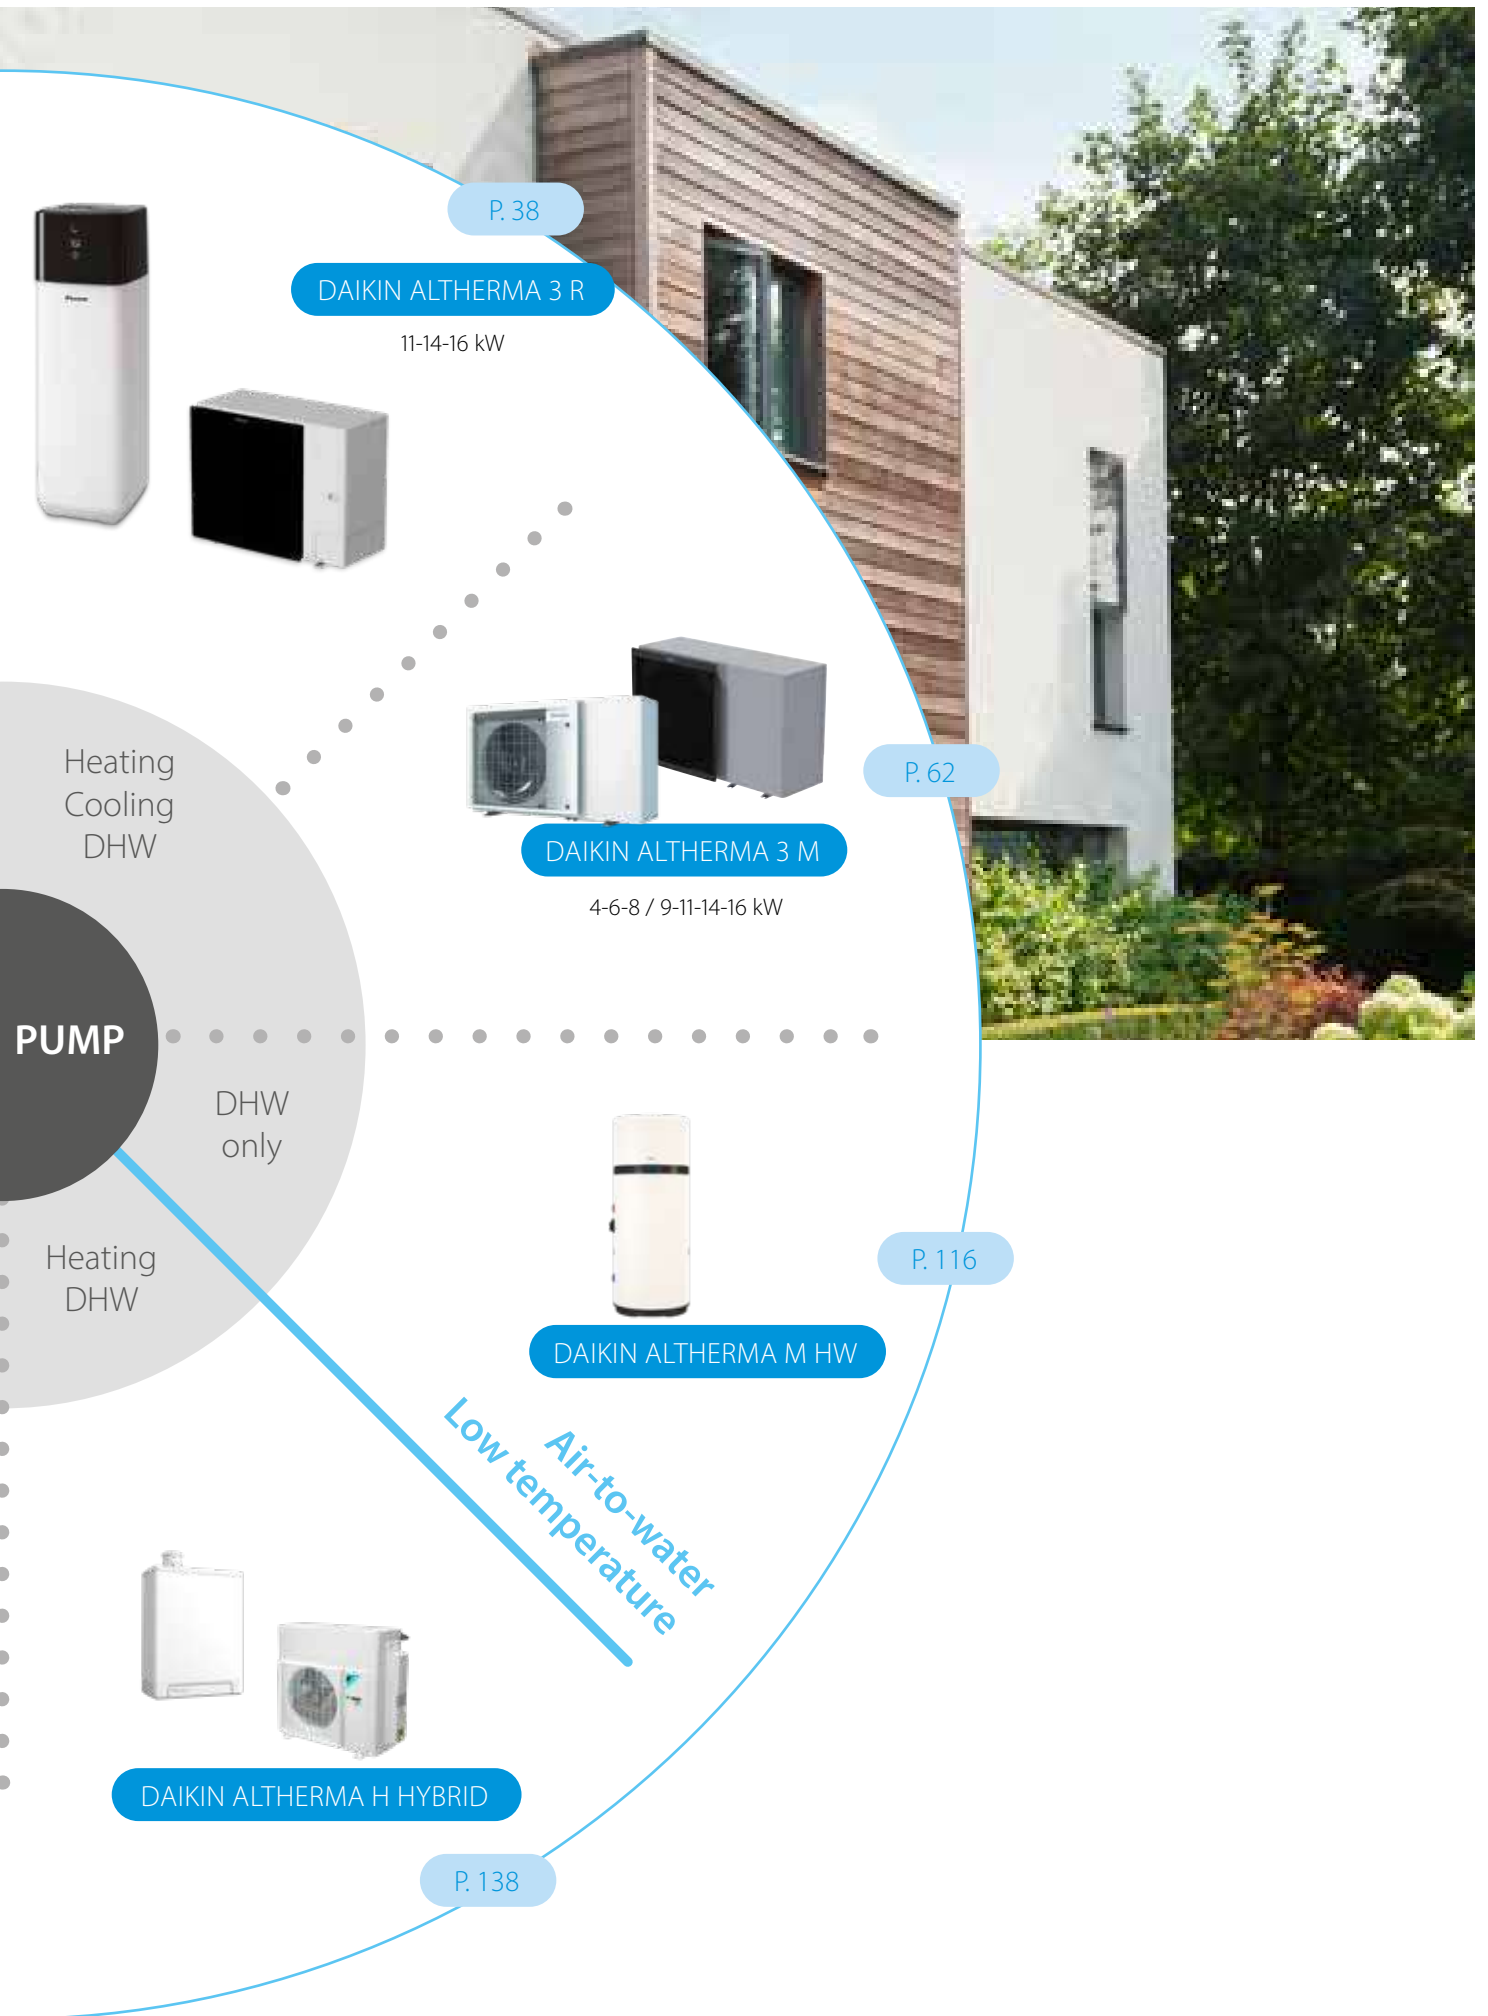 P. 38
DAIKIN ALTHERMA 3 R
11-14-16 kW
Heating
Cooling
DHW
P. 62
DAIKIN ALTHERMA 3 M
4-6-8 / 9-11-14-16 kW
PUMP
DHW
only
Heating
DHW
P. 116
DAIKIN ALTHERMA M HW
Air-to-water
Low temperature
DAIKIN ALTHERMA H HYBRID
P. 138